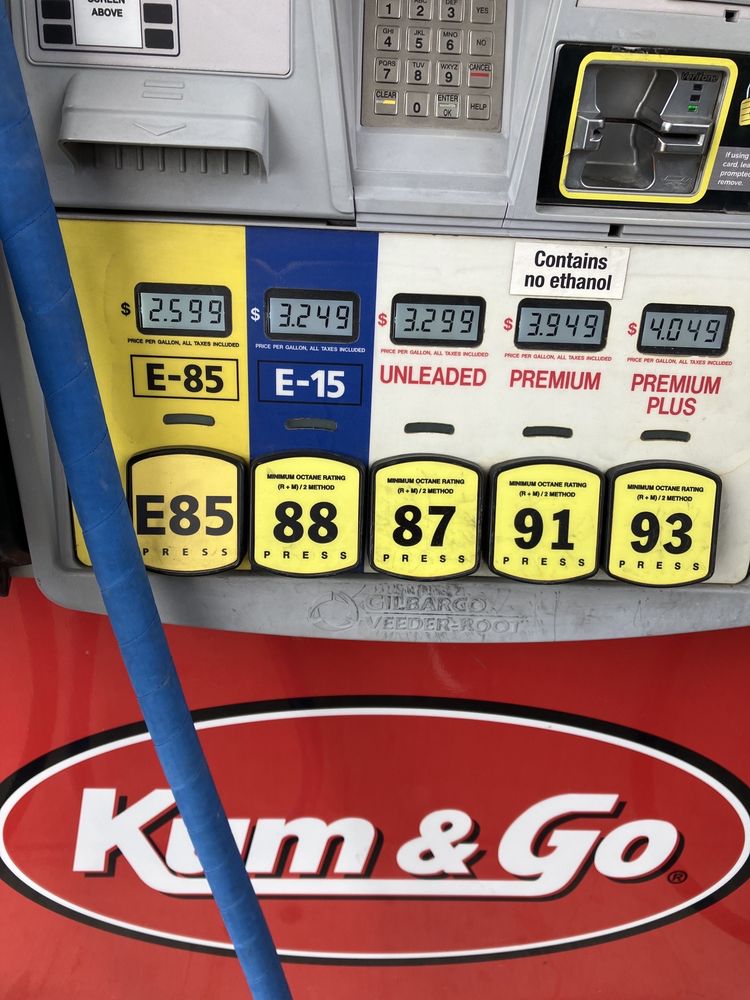 SCREEN
ABOVE
1 ABC 2 DEF 3 YES
GHI 4 JKL 5 MNO 6 NO
PQRS 7 TUV 8 WXYZ 9 CANCEL
CLEAR 0 ENTER OK HELP
Verifone
If using
card, lea
prompted
remove.
Contains
no ethanol
$ 2.599
$ 3.249
$ 3.299
$ 3.949
$ 4.049
PRICE PER GALLON, ALL TAXES INCLUDED
PRICE PER GALLON, ALL TAXES INCLUDED
PRICE PER GALLON, ALL TAXES INCLUDED
PRICE PER GALLON, ALL TAXES INCLUDED
PRICE PER GALLON, ALL TAXES INCLUDED
E-85
E-15
UNLEADED
PREMIUM
PREMIUM
PLUS
E85
PRESS
MINIMUM OCTANE RATING
(R + M) / 2 METHOD
88
PRESS
MINIMUM OCTANE RATING
(R + M) / 2 METHOD
87
PRESS
MINIMUM OCTANE RATING
(R + M) / 2 METHOD
91
PRESS
MINIMUM OCTANE RATING
(R + M) / 2 METHOD
93
PRESS
GILBARCO
VEEDER-ROOT
Kum & Go®